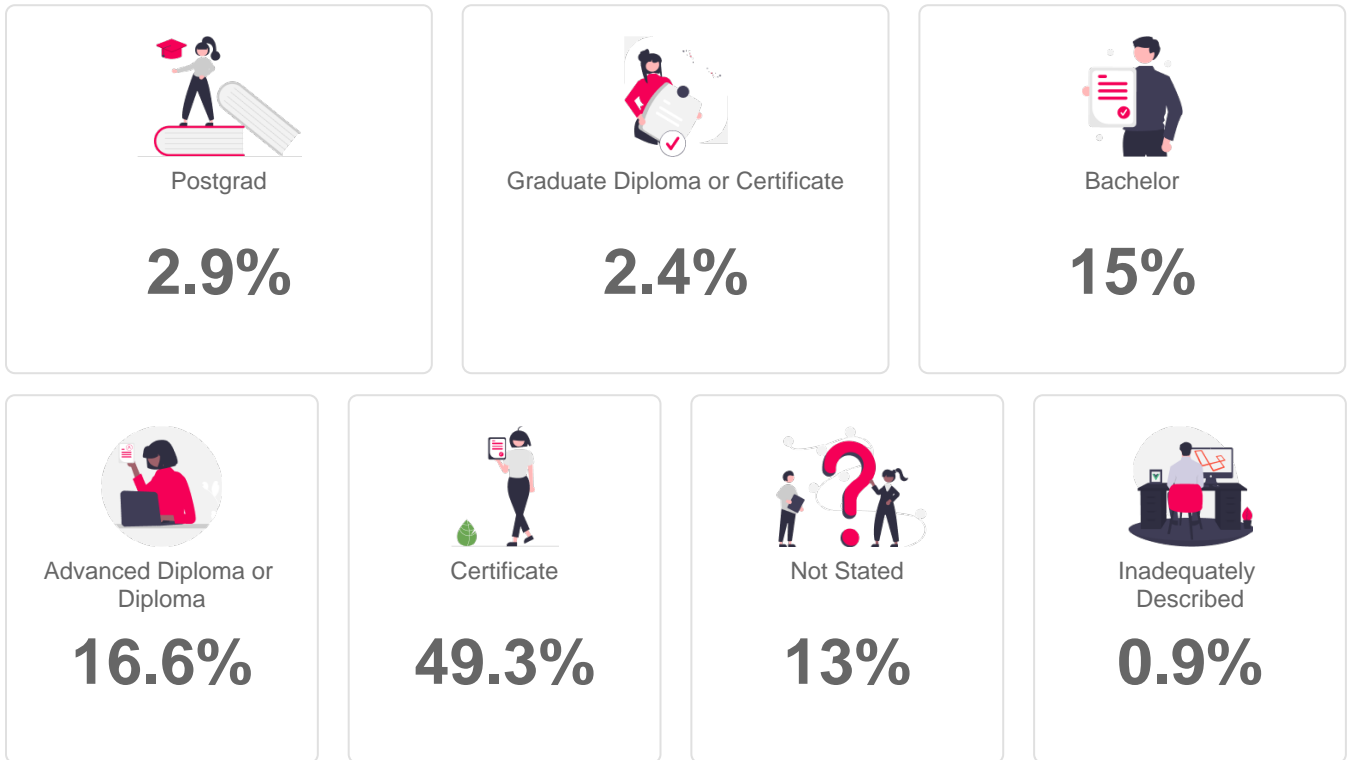 Postgrad
2.9%
Graduate Diploma or Certificate
2.4%
Bachelor
15%
Advanced Diploma or
Diploma
16.6%
Certificate
49.3%
Not Stated
13%
Inadequately
Described
0.9%